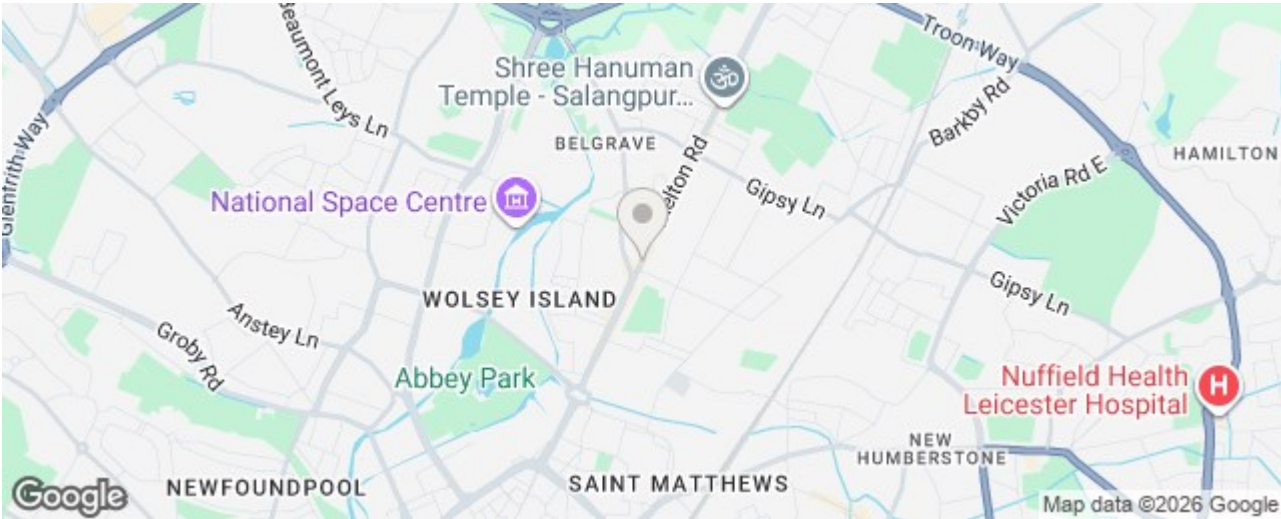 Beaumont Leys Ln
Troon Way
Shree Hanuman
Temple - Salangpur...
Barkby Rd
BELGRAVE
HAMILTON
Glenfrith Way
elton Rd
Victoria Rd E
National Space Centre
Gipsy Ln
WOLSEY ISLAND
Gipsy Ln
Anstey Ln
Groby Rd
Abbey Park
Nuffield Health
Leicester Hospital
H
NEW
HUMBERSTONE
NEWFOUNDPOOL
SAINT MATTHEWS
Google
Map data ©2026 Google